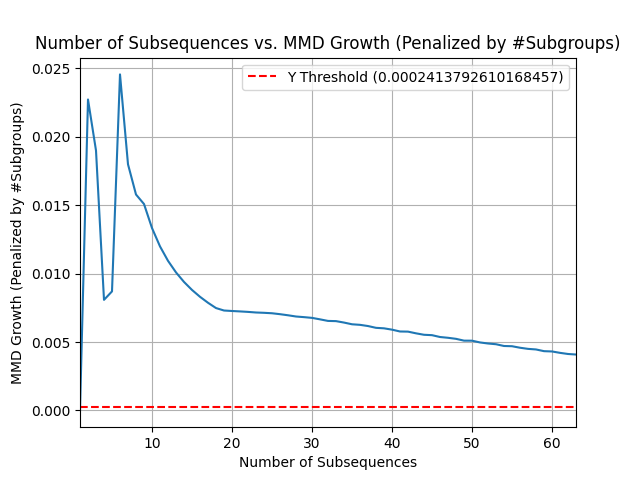 Number of Subsequences vs. MMD Growth (Penalized by #Subgroups)
Y Threshold (0.0002413792610168457)
MMD Growth (Penalized by #Subgroups)
0.025
0.020
0.015
0.010
0.005
0.000
10 20 30 40 50 60
Number of Subsequences